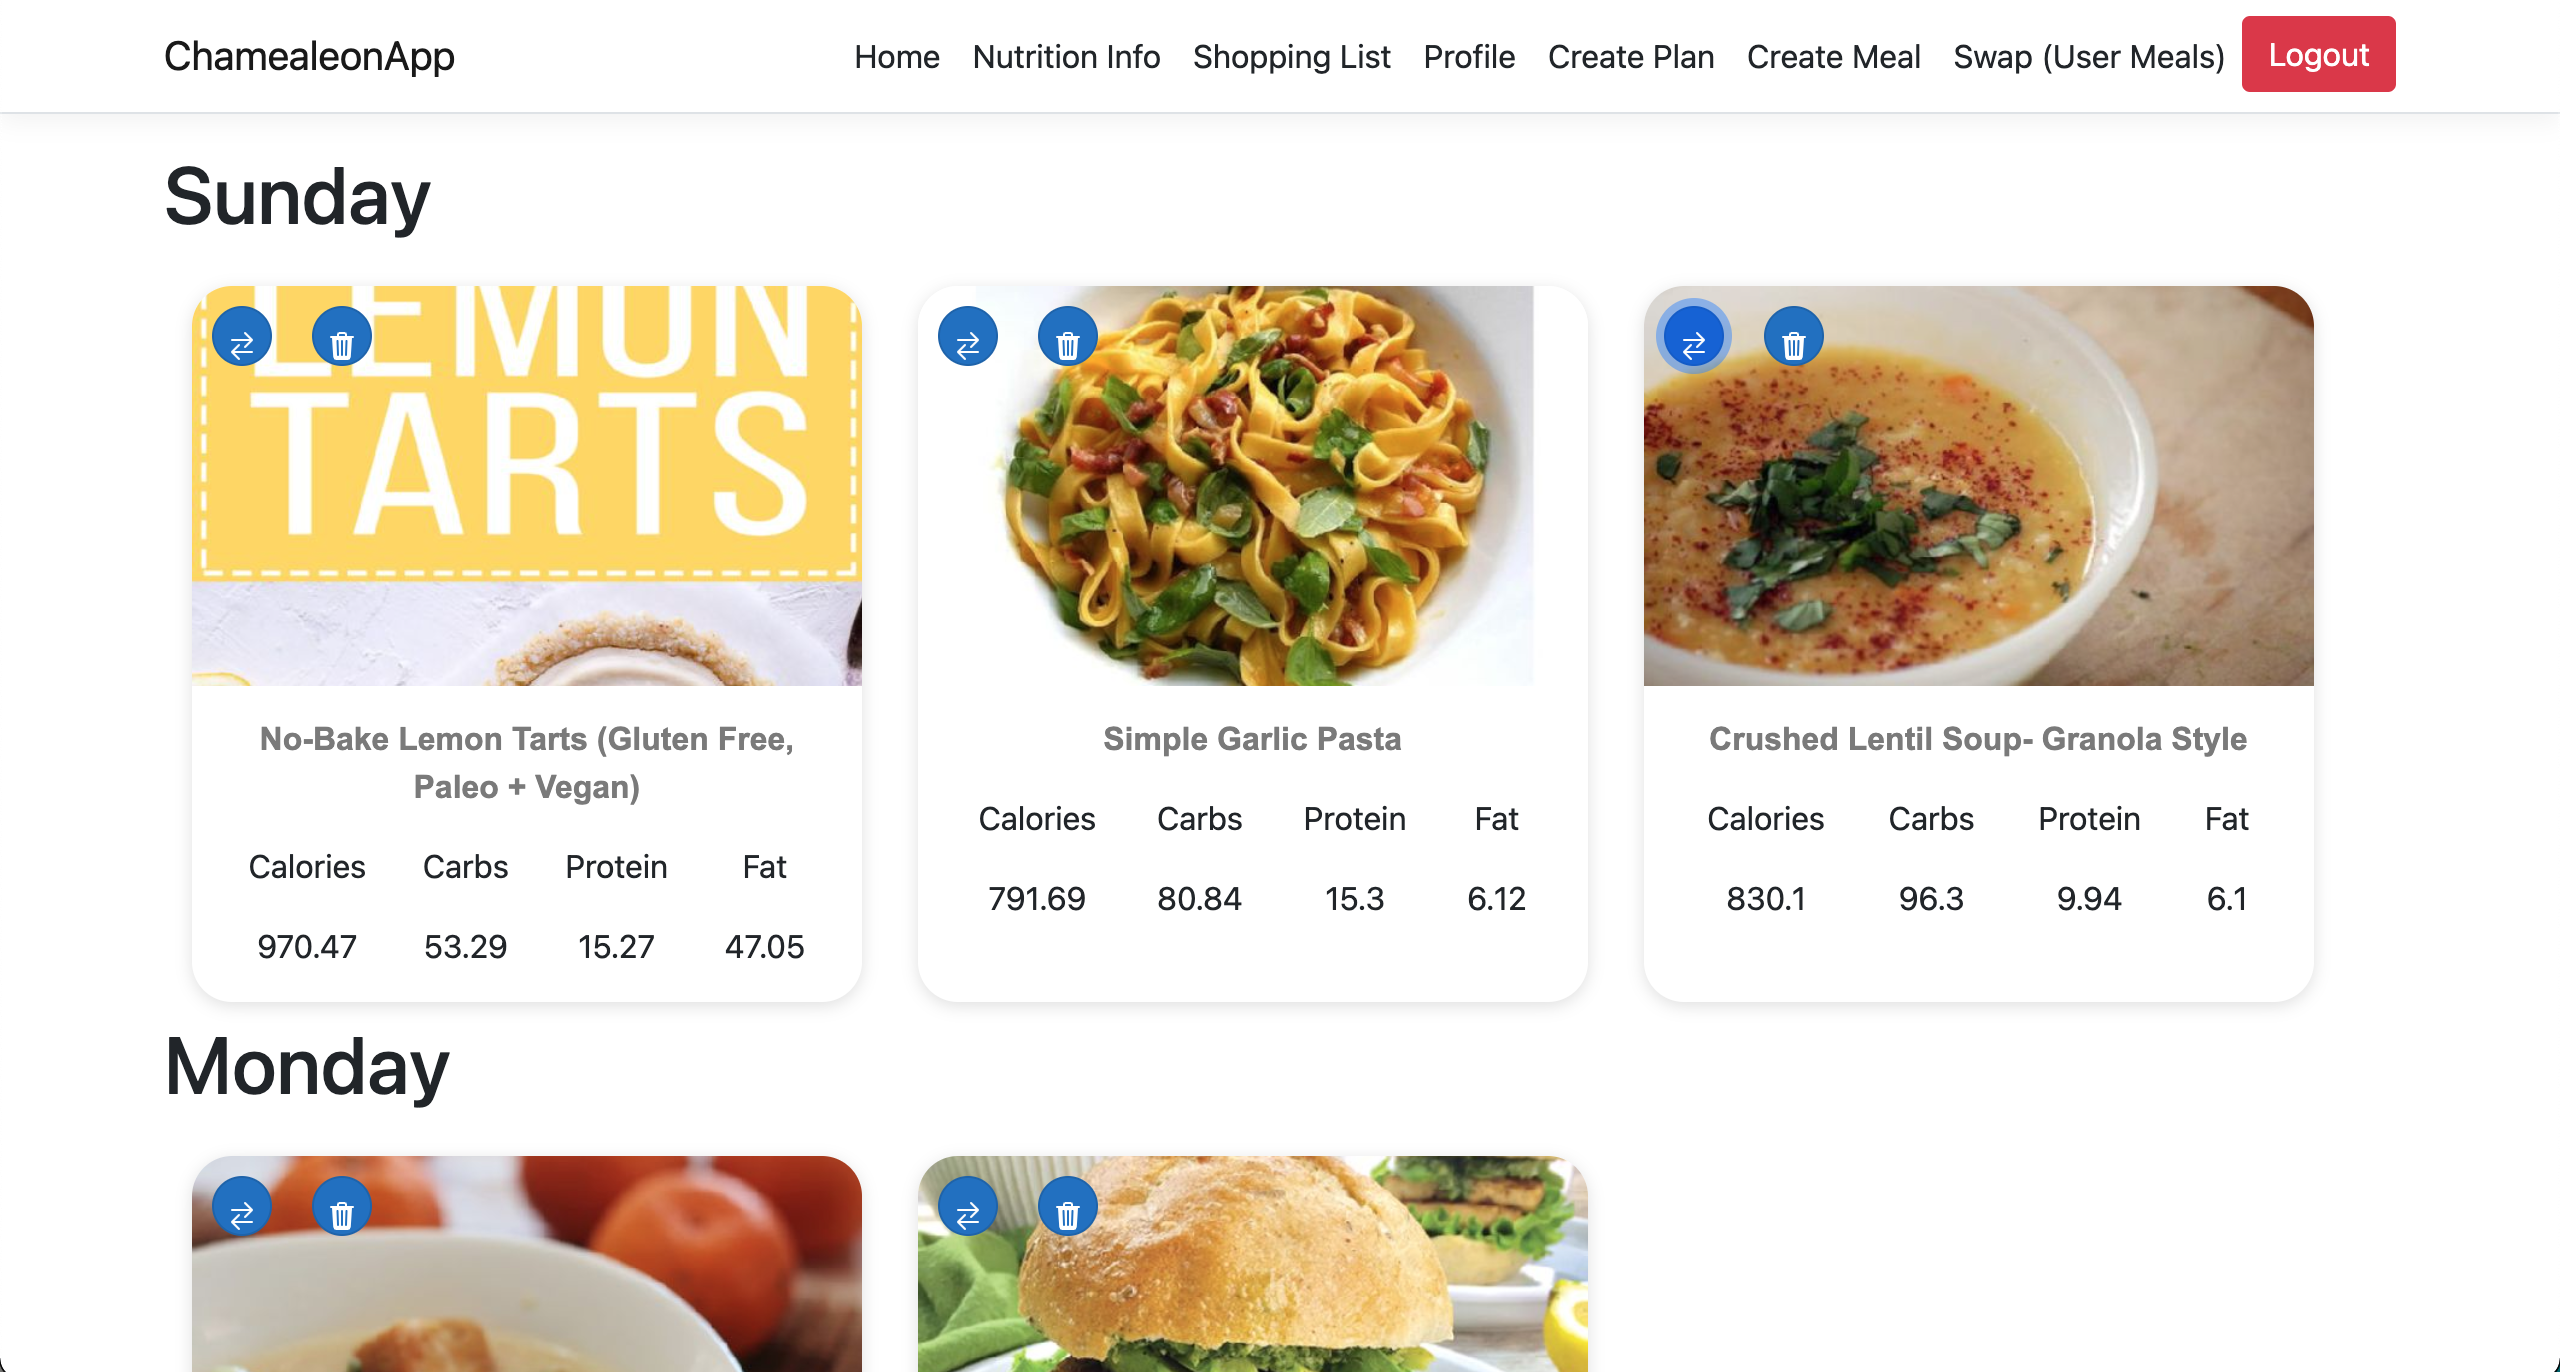 ChamealeonApp
Home Nutrition Info Shopping List Profile Create Plan Create Meal Swap (User Meals) Logout
Sunday
LEMON
TARTS
No-Bake Lemon Tarts (Gluten Free,
Paleo + Vegan)
Calories Carbs Protein Fat
970.47 53.29 15.27 47.05
Simple Garlic Pasta
Calories Carbs Protein Fat
791.69 80.84 15.3 6.12
Crushed Lentil Soup- Granola Style
Calories Carbs Protein Fat
830.1 96.3 9.94 6.1
Monday